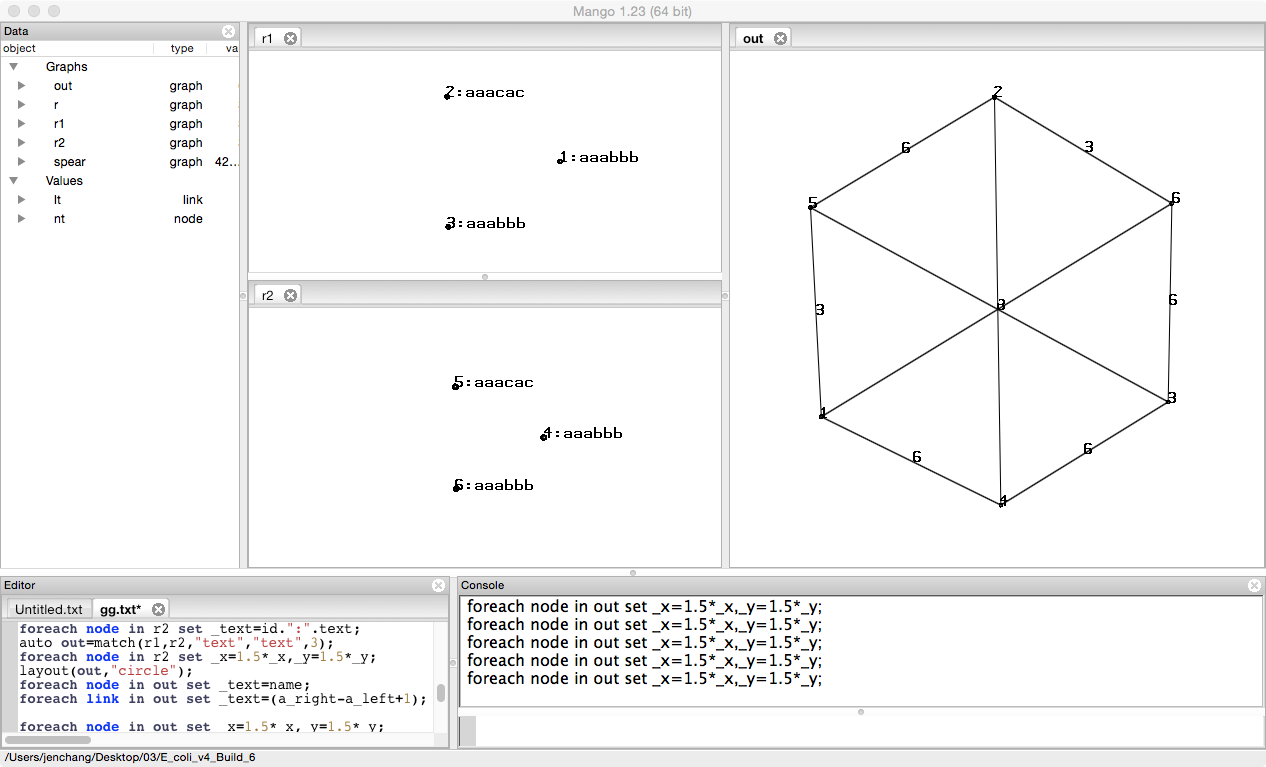 Mango 1.23 (64 bit)
Data
object type va
Graphs
out graph
r graph
r1 graph
r2 graph
spear graph 42...
Values
lt link
nt node
r1
2:aaacac
1:aaabbb
3:aaabbb
r2
5:aaacac
4:aaabbb
6:aaabbb
out
2
6
3
5
6
3
3
6
1
3
6
6
4
Editor
Untitled.txt gg.txt*
foreach node in r2 set _text=id.":".text;
auto out=match(r1,r2,"text","text",3);
foreach node in r2 set _x=1.5*_x,_y=1.5*_y;
layout(out,"circle");
foreach node in out set _text=name;
foreach link in out set _text=(a_right-a_left+1);
foreach node in out set _x=1.5*_x,_y=1.5*_y;
Console
foreach node in out set _x=1.5*_x,_y=1.5*_y;
foreach node in out set _x=1.5*_x,_y=1.5*_y;
foreach node in out set _x=1.5*_x,_y=1.5*_y;
foreach node in out set _x=1.5*_x,_y=1.5*_y;
foreach node in out set _x=1.5*_x,_y=1.5*_y;
/Users/jenchang/Desktop/03/E_coli_v4_Build_6